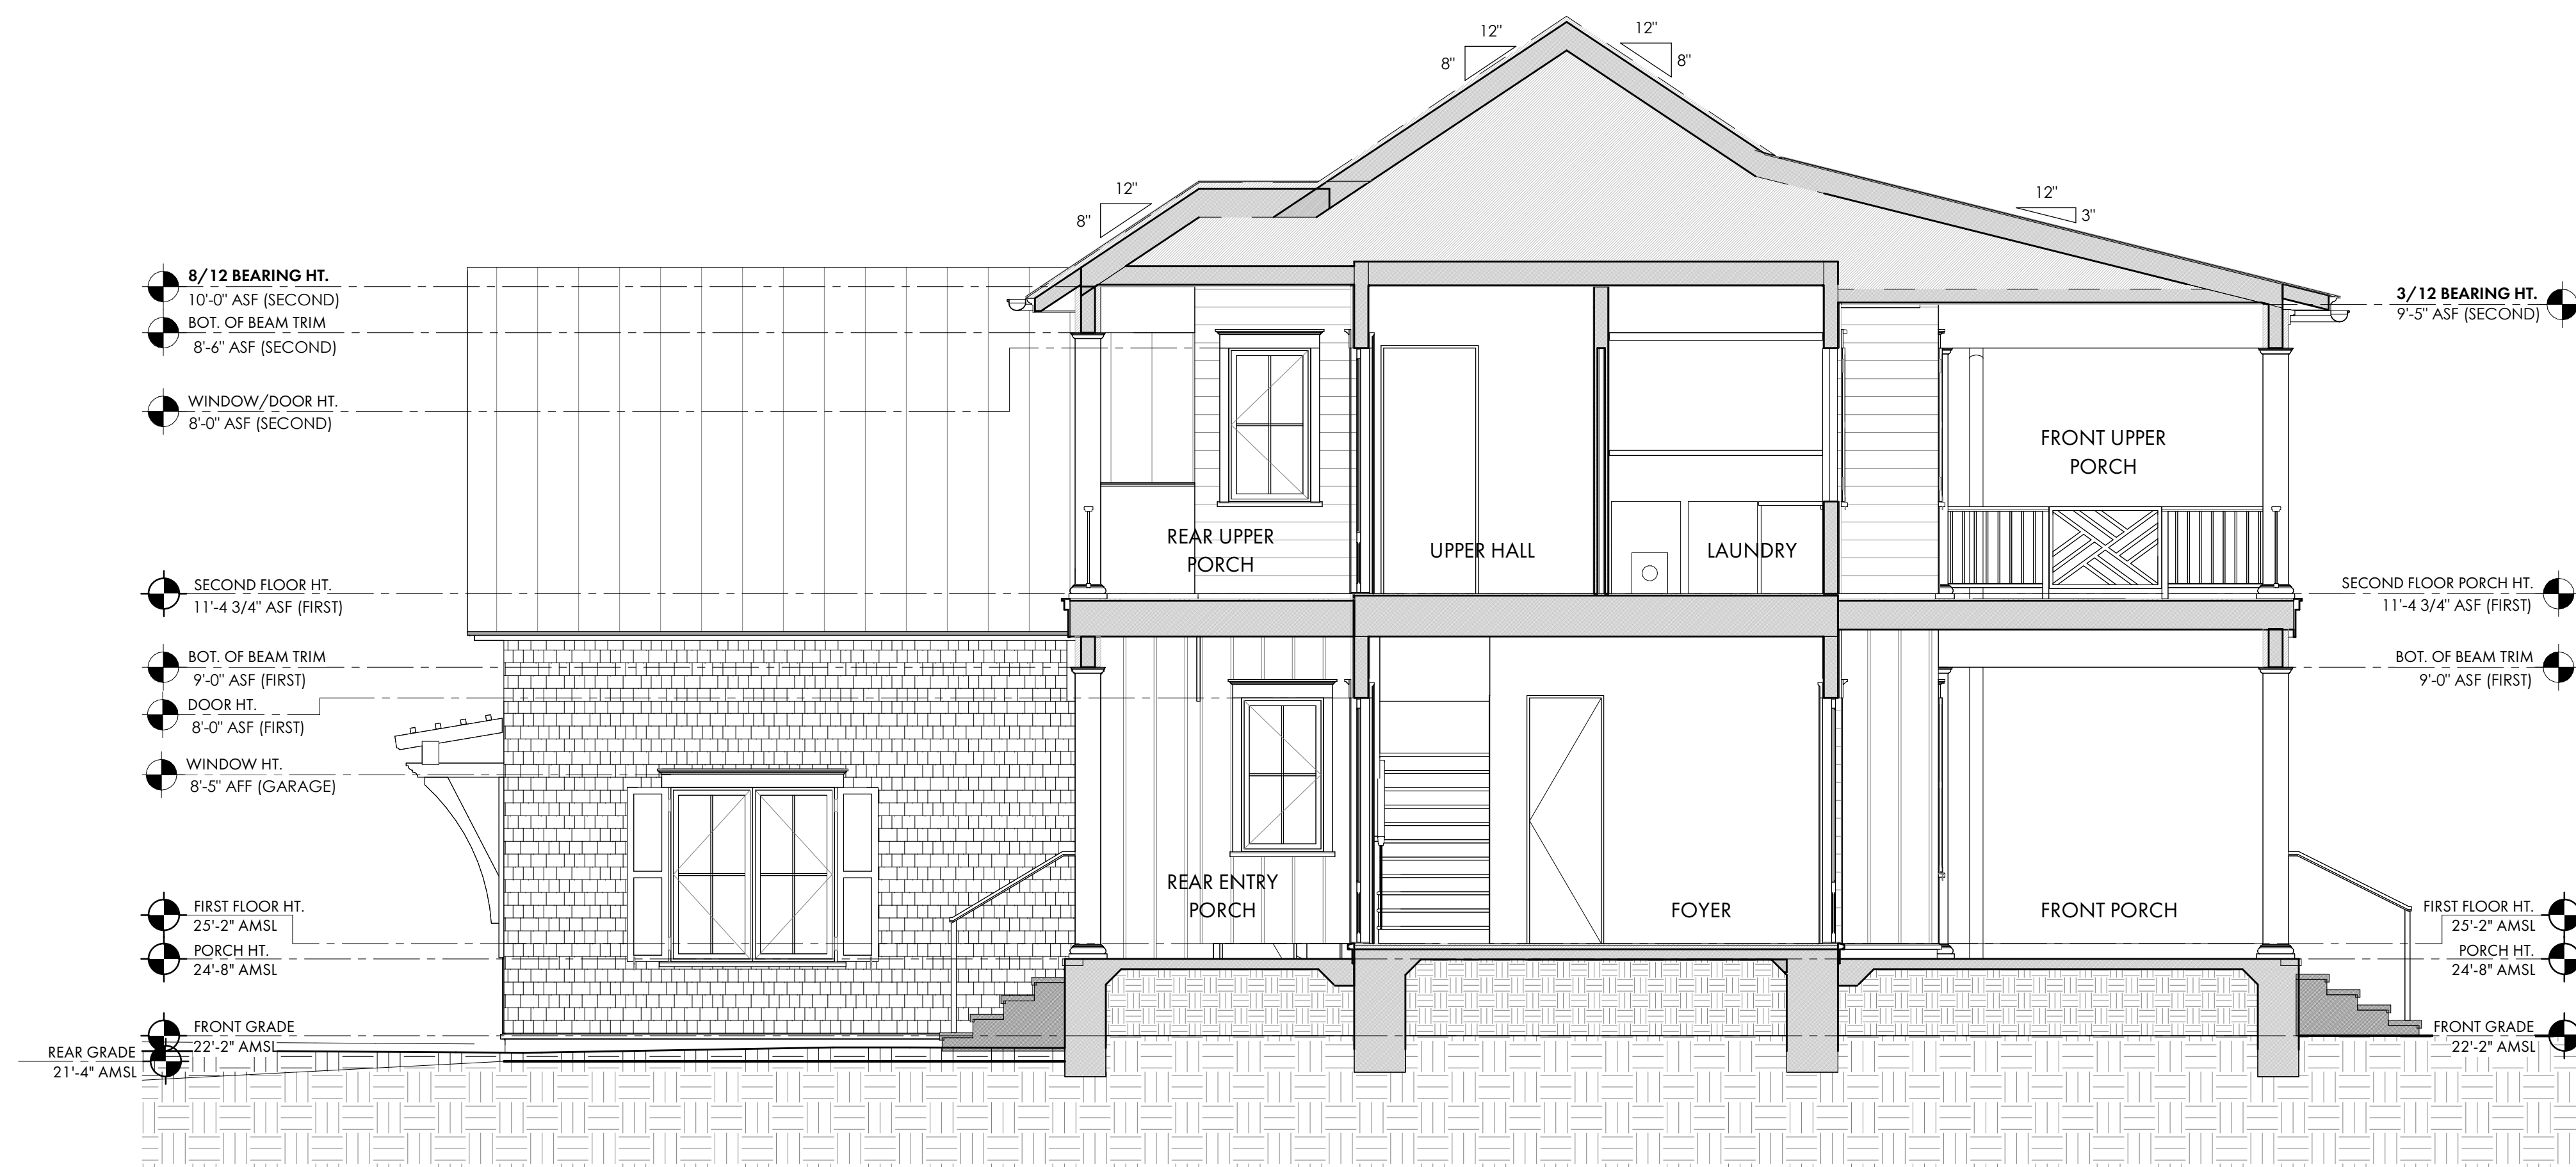 12"
8"
12"
8"
12"
8"
12"
3"
8/12 BEARING HT.
10'-0" ASF (SECOND)
BOT. OF BEAM TRIM
8'-6" ASF (SECOND)
WINDOW/DOOR HT.
8'-0" ASF (SECOND)
SECOND FLOOR HT.
11'-4 3/4" ASF (FIRST)
BOT. OF BEAM TRIM
9'-0" ASF (FIRST)
DOOR HT.
8'-0" ASF (FIRST)
WINDOW HT.
8'-5" AFF (GARAGE)
FIRST FLOOR HT.
25'-2" AMSL
PORCH HT.
24'-8" AMSL
FRONT GRADE
22'-2" AMSL
REAR GRADE
21'-4" AMSL
REAR UPPER
PORCH
UPPER HALL
LAUNDRY
FRONT UPPER
PORCH
REAR ENTRY
PORCH
FOYER
FRONT PORCH
3/12 BEARING HT.
9'-5" ASF (SECOND)
SECOND FLOOR PORCH HT.
11'-4 3/4" ASF (FIRST)
BOT. OF BEAM TRIM
9'-0" ASF (FIRST)
FIRST FLOOR HT.
25'-2" AMSL
PORCH HT.
24'-8" AMSL
FRONT GRADE
22'-2" AMSL